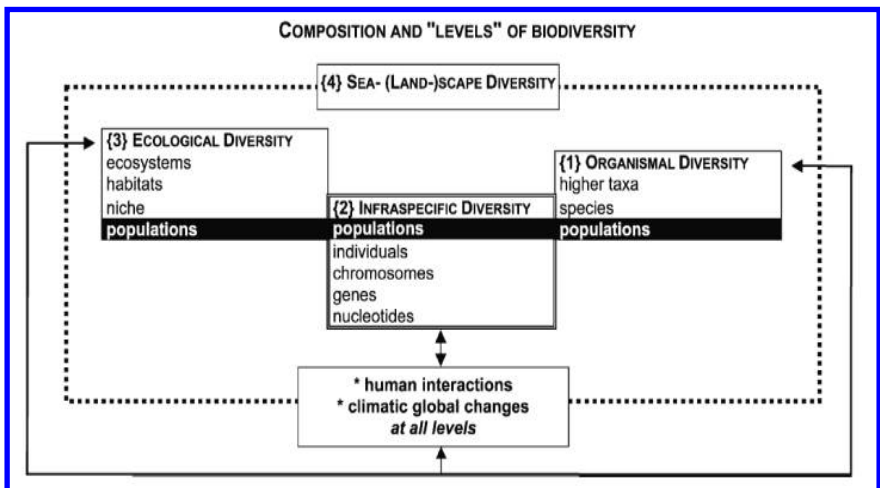 COMPOSITION AND "LEVELS" OF BIODIVERSITY
{4} SEA- (LAND-)SCAPE DIVERSITY
{3} ECOLOGICAL DIVERSITY
ecosystems
habitats
niche
populations
{2} INFRASPECIFIC DIVERSITY
populations
individuals
chromosomes
genes
nucleotides
{1} ORGANISMAL DIVERSITY
higher taxa
species
populations
* human interactions
* climatic global changes
at all levels